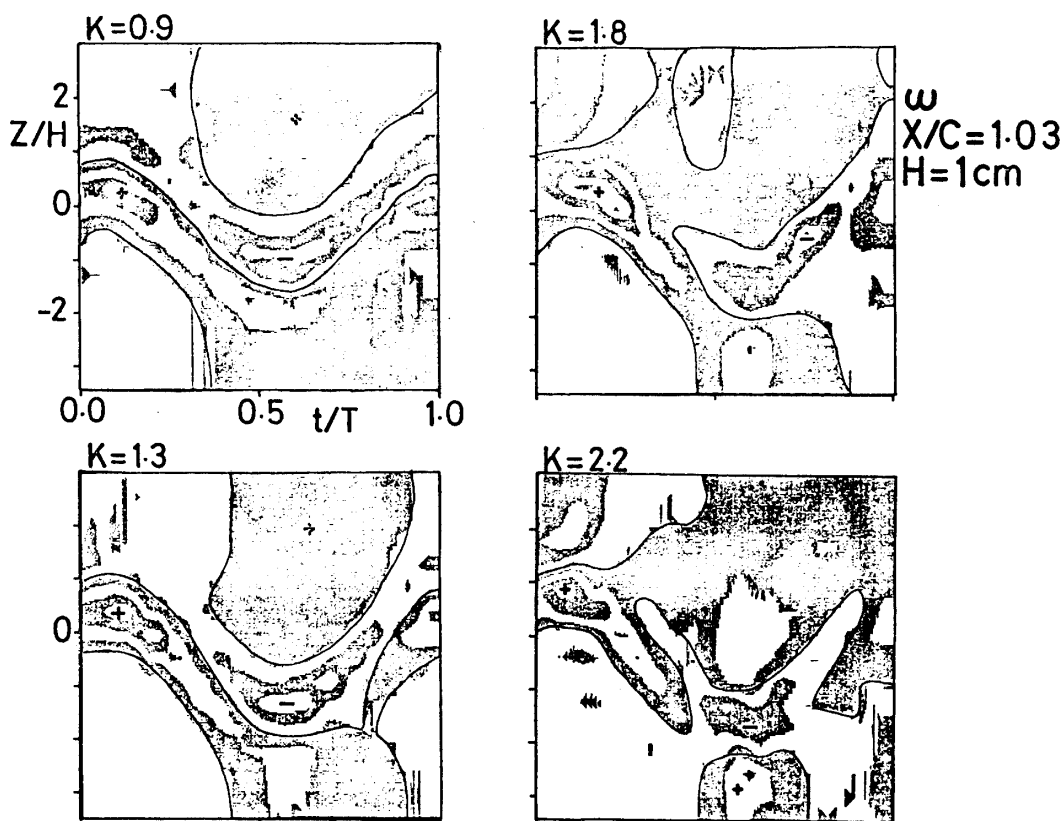 K=0.9
K=1·8
2
Z/H
0
-2
0.0
0.5
1.0
t/T
ω
X/C=1·03
H=1cm
K=1·3
K=2·2
0
+
-
+
-
+
-
+
-